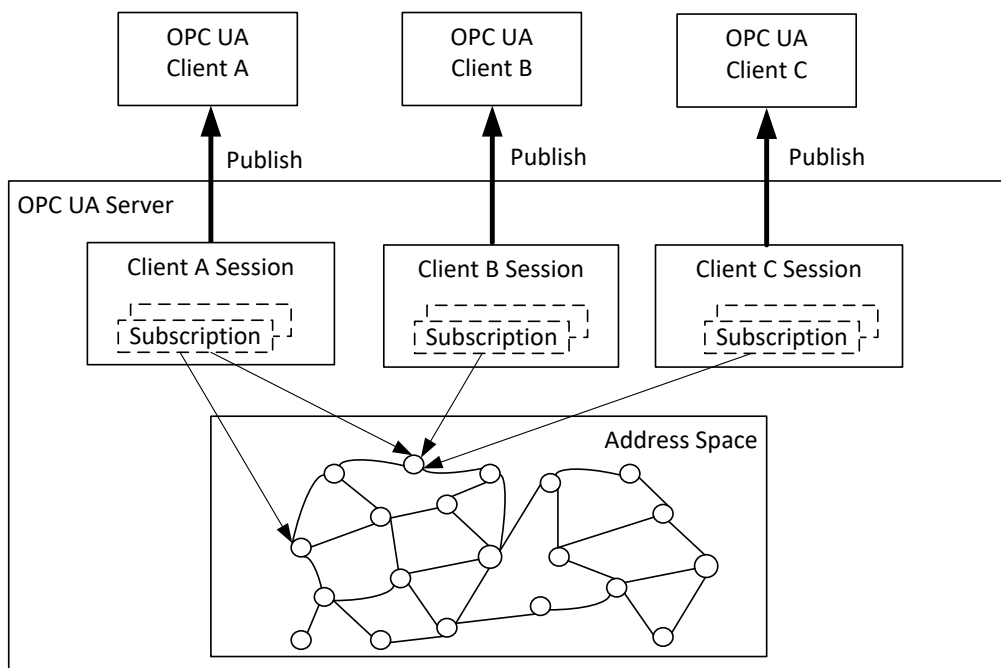 OPC UA
Client A
OPC UA
Client B
OPC UA
Client C
Publish
Publish
Publish
OPC UA Server
Client A Session
Client B Session
Client C Session
Subscription
Subscription
Subscription
Address Space